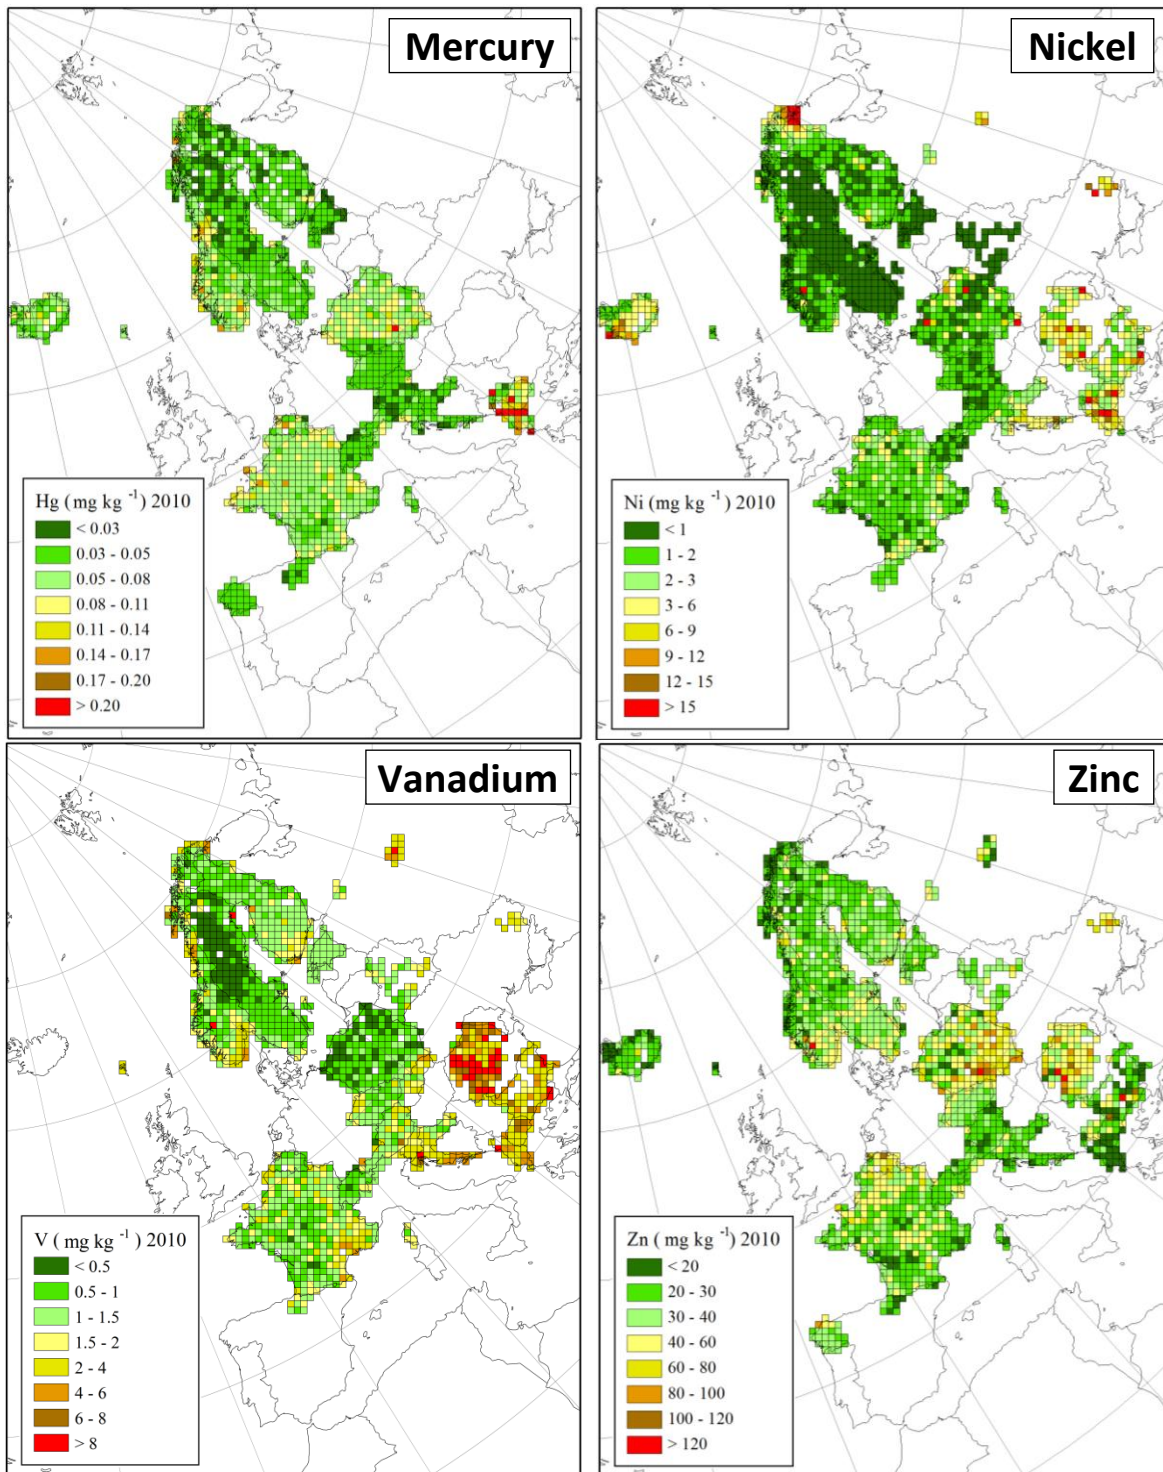 Mercury
Hg ( mg kg -1) 2010
< 0.03
0.03 - 0.05
0.05 - 0.08
0.08 - 0.11
0.11 - 0.14
0.14 - 0.17
0.17 - 0.20
> 0.20
Nickel
Ni ( mg kg -1) 2010
< 1
1 - 2
2 - 3
3 - 6
6 - 9
9 - 12
12 - 15
> 15
Vanadium
V ( mg kg -1) 2010
< 0.5
0.5 - 1
1 - 1.5
1.5 - 2
2 - 4
4 - 6
6 - 8
> 8
Zinc
Zn ( mg kg -1) 2010
< 20
20 - 30
30 - 40
40 - 60
60 - 80
80 - 100
100 - 120
> 120